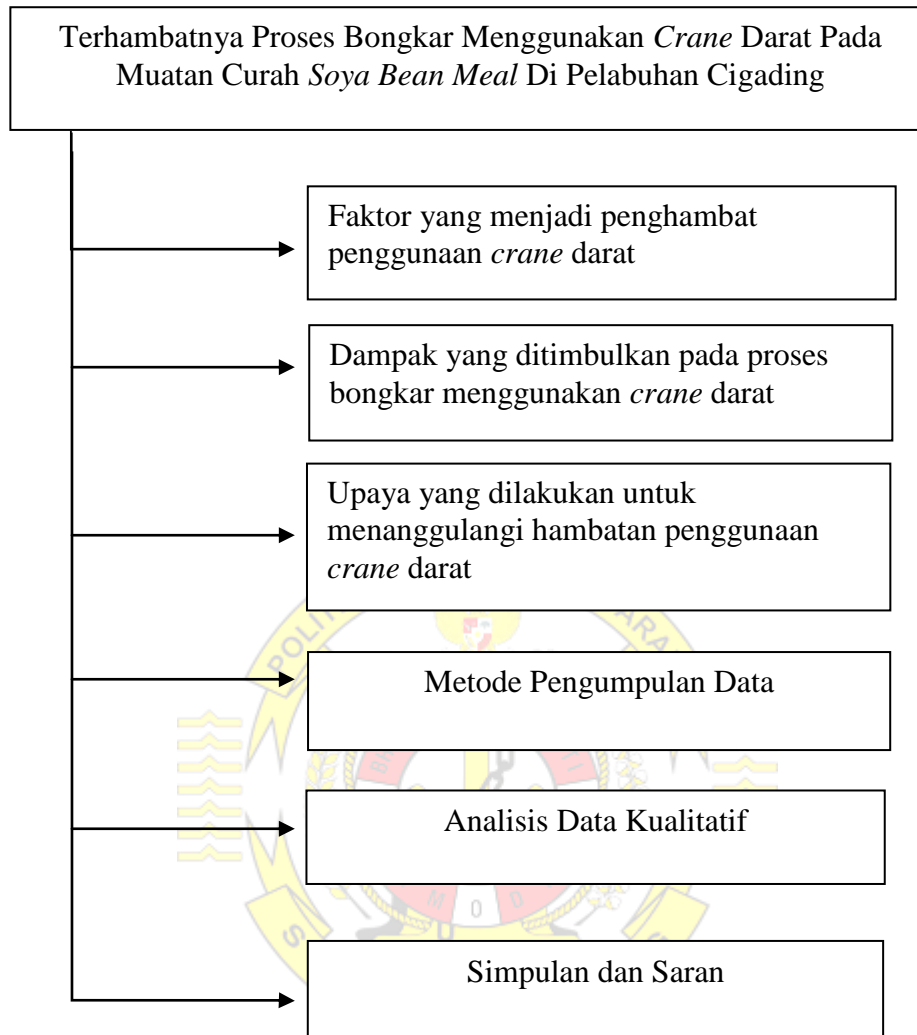 Terhambatnya Proses Bongkar Menggunakan Crane Darat Pada
Muatan Curah Soya Bean Meal Di Pelabuhan Cigading
Faktor yang menjadi penghambat
penggunaan crane darat
Dampak yang ditimbulkan pada proses
bongkar menggunakan crane darat
Upaya yang dilakukan untuk
menanggulangi hambatan penggunaan
crane darat
Metode Pengumpulan Data
Analisis Data Kualitatif
Simpulan dan Saran